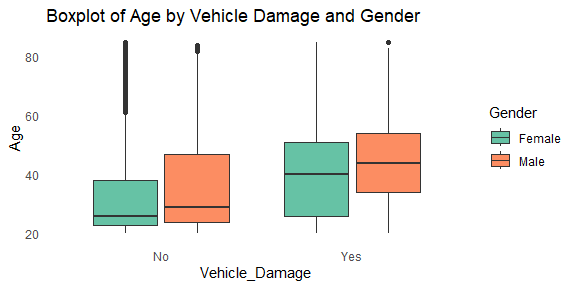 Boxplot of Age by Vehicle Damage and Gender
80
60
40
20
Age
No
Yes
Vehicle_Damage
Gender
Female
Male